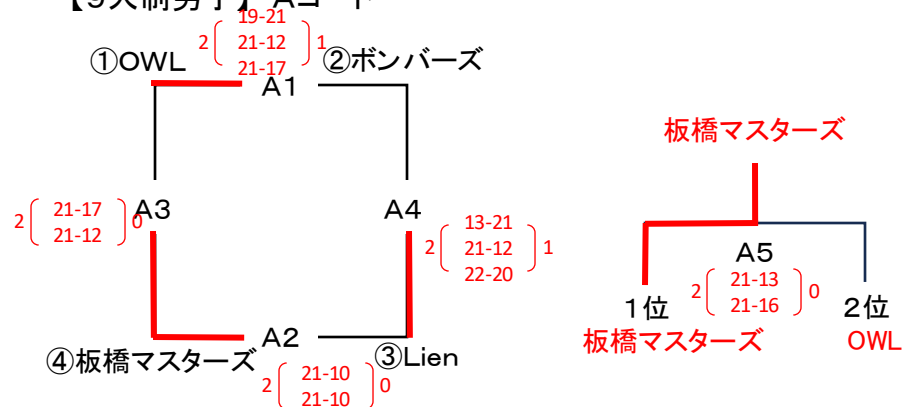 【９人制男子】 Aコート
19-21
2 21-12 1
21-17
①OWL
②ボンバーズ
A1
板橋マスターズ
A3
2 21-17 0
21-12
A4
13-21
2 21-12 1
22-20
A5
2 21-13 0
21-16
１位
２位
板橋マスターズ
OWL
A2
④板橋マスターズ
③Lien
2 21-10 0
21-10